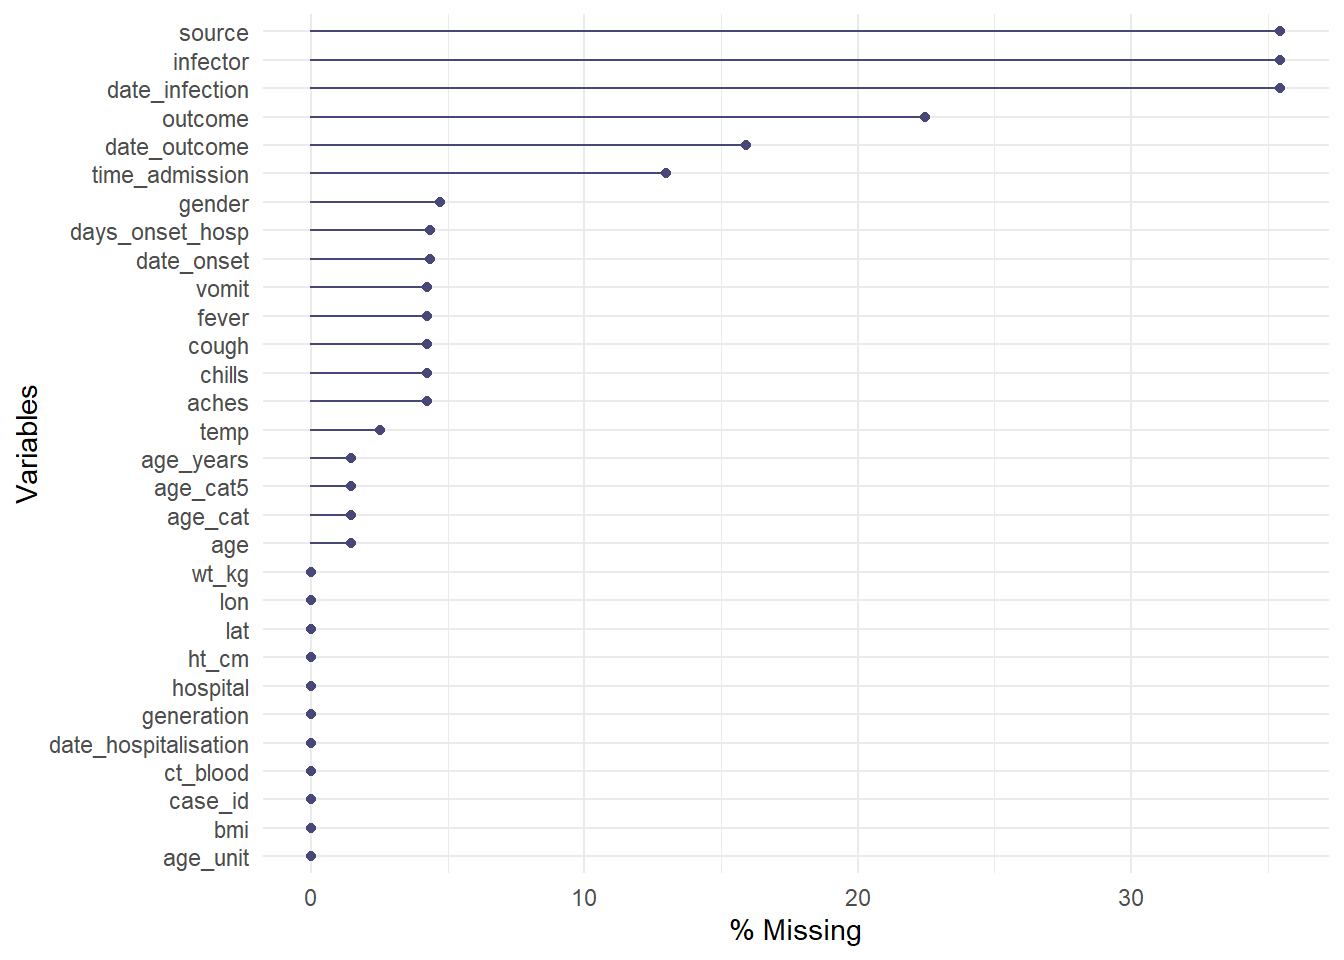 source
infector
date_infection
outcome
date_outcome
time_admission
gender
days_onset_hosp
date_onset
vomit
fever
cough
chills
aches
temp
age_years
age_cat5
age_cat
age
wt_kg
lon
lat
ht_cm
hospital
generation
date_hospitalisation
ct_blood
case_id
bmi
age_unit
Variables
0 10 20 30
% Missing